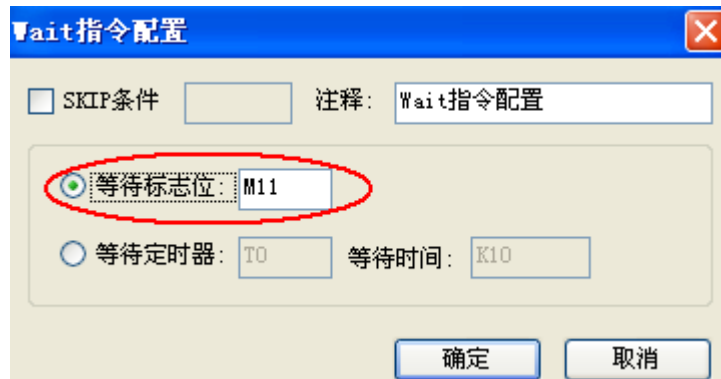 Wait指令配置
SKIP条件 注释: Wait指令配置
等待标志位: M11
等待定时器: T0 等待时间: K10
确定 取消